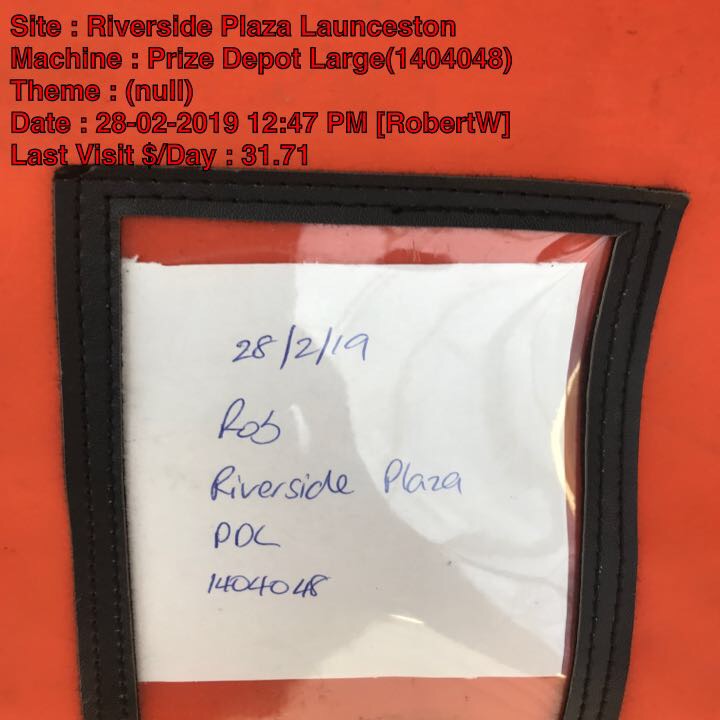 Site : Riverside Plaza Launceston
Machine : Prize Depot Large(1404048)
Theme : (null)
Date : 28-02-2019 12:47 PM [RobertW]
Last Visit $/Day : 31.71
28/2/19
Rob
Riverside Plaza
PDL
1404048